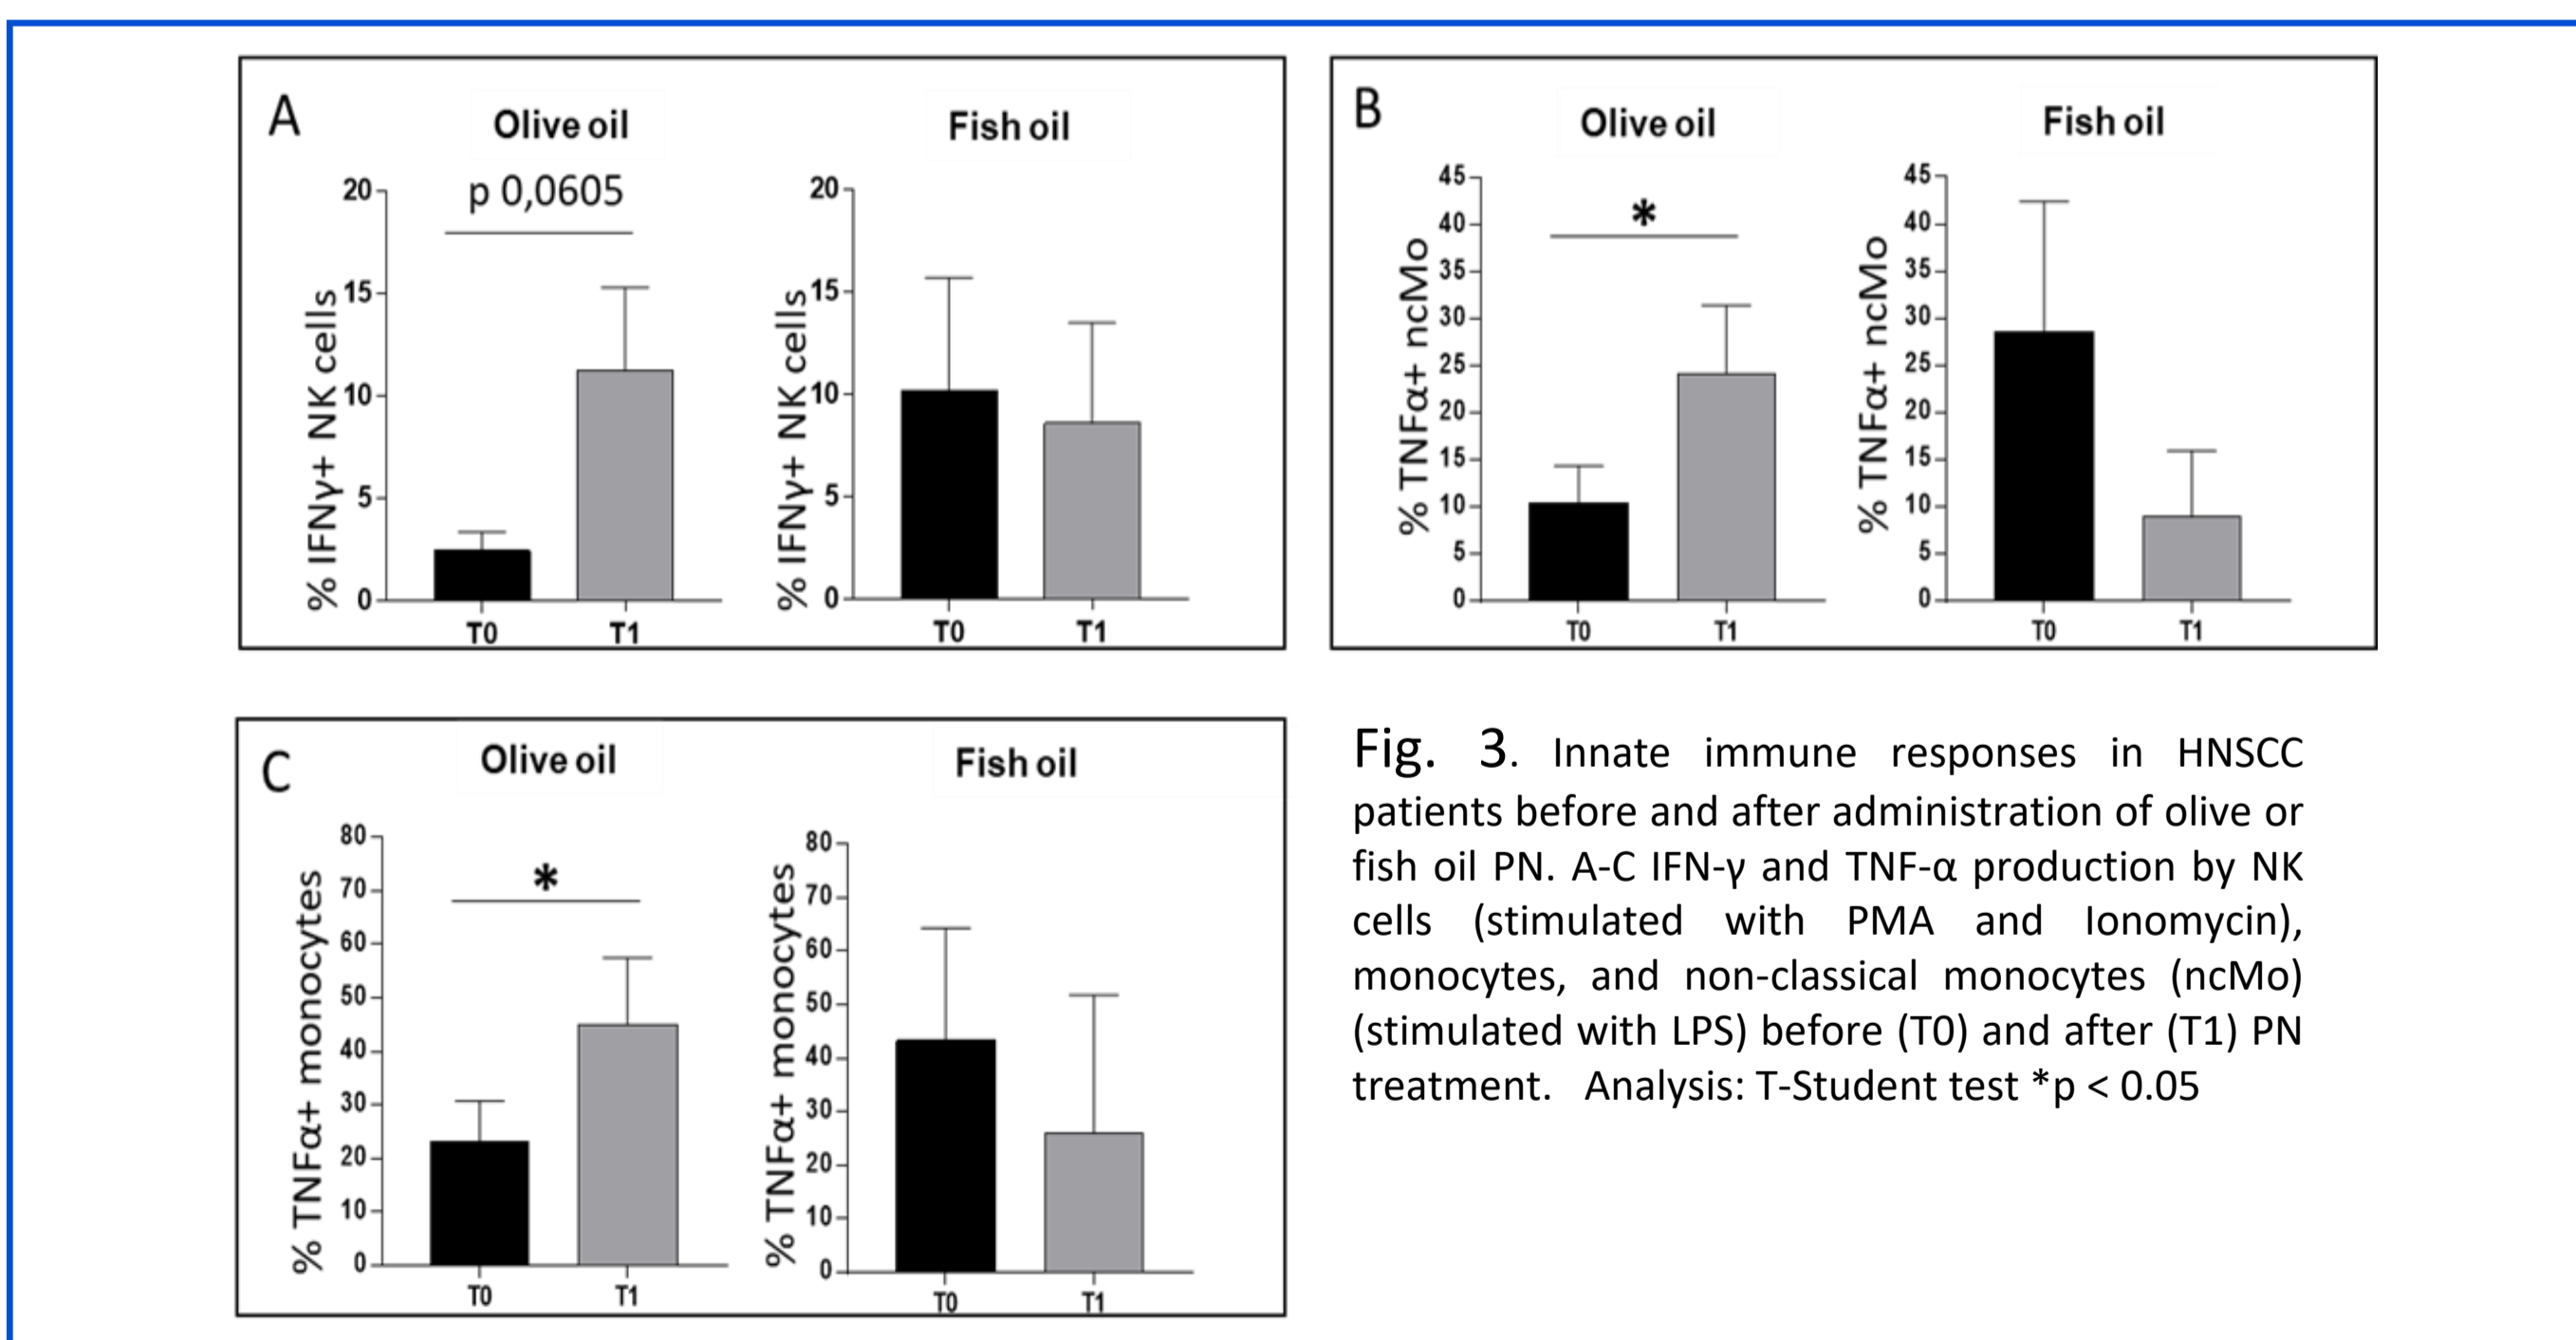 A
Olive oil
p 0,0605
% IFNγ+ NK cells
20
15
10
5
0
T0 T1
Fish oil
% IFNγ+ NK cells
20
15
10
5
0
T0 T1
B
Olive oil
*
% TNFα+ ncMo
45
40
35
30
25
20
15
10
5
0
T0 T1
Fish oil
% TNFα+ ncMo
45
40
35
30
25
20
15
10
5
0
T0 T1
C
Olive oil
*
% TNFα+ monocytes
80
70
60
50
40
30
20
10
0
T0 T1
Fish oil
% TNFα+ monocytes
80
70
60
50
40
30
20
10
0
T0 T1
Fig. 3. Innate immune responses in HNSCC
patients before and after administration of olive or
fish oil PN. A-C IFN-γ and TNF-α production by NK
cells (stimulated with PMA and Ionomycin),
monocytes, and non-classical monocytes (ncMo)
(stimulated with LPS) before (T0) and after (T1) PN
treatment. Analysis: T-Student test *p < 0.05